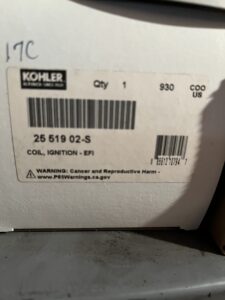 17C
KOHLER
Qty 1 930 COO
US
25 519 02-S
COIL, IGNITION - EFI
WARNING: Cancer and Reproductive Harm -
www.P65Warnings.ca.gov